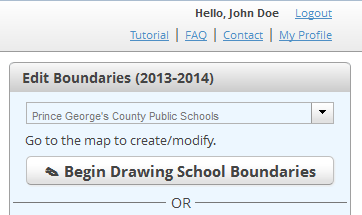 Hello, John Doe Logout
Tutorial | FAQ | Contact | My Profile
Edit Boundaries (2013-2014)
Prince George's County Public Schools
Go to the map to create/modify.
✎ Begin Drawing School Boundaries
OR